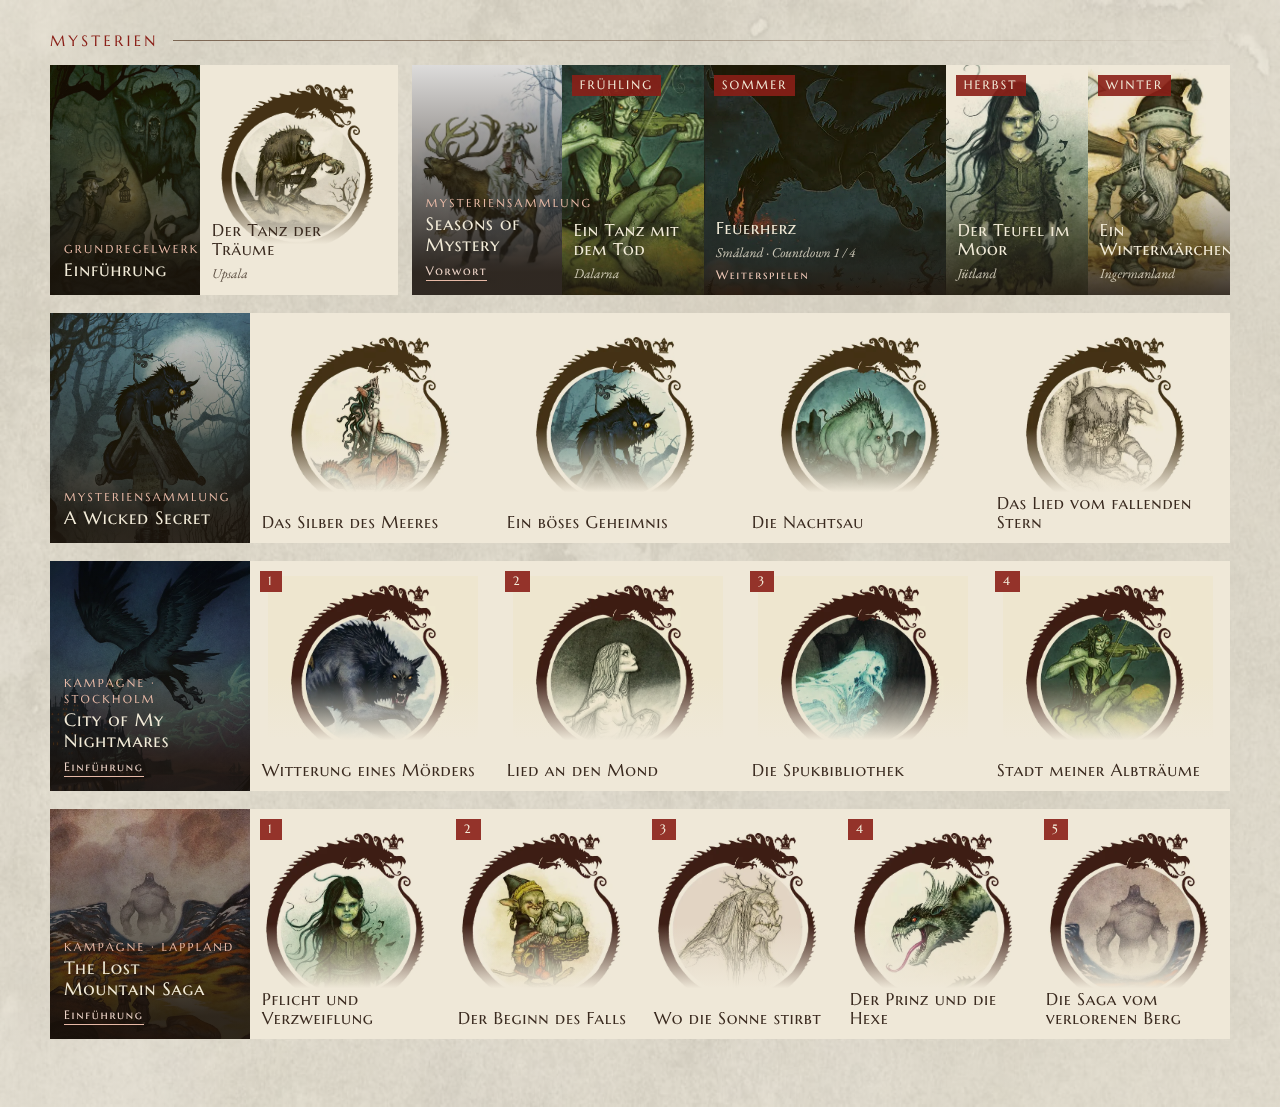 MYSTERIEN
GRUNDREGELWERK
Einführung
Der Tanz der
Träume
Upsala
MYSTERIENSAMMLUNG
Seasons of
Mystery
Vorwort
FRÜHLING
Ein Tanz mit
dem Tod
Dalarna
SOMMER
Feuerherz
Småland · Countdown 1 / 4
Weiterspielen
HERBST
Der Teufel im
Moor
Jütland
WINTER
Ein
Wintermärchen
Ingermanland
MYSTERIENSAMMLUNG
A Wicked Secret
Das Silber des Meeres
Ein böses Geheimnis
Die Nachtsau
Das Lied vom fallenden
Stern
KAMPAGNE ·
STOCKHOLM
City of My
Nightmares
Einführung
1
Witterung eines Mörders
2
Lied an den Mond
3
Die Spukbibliothek
4
Stadt meiner Albträume
KAMPAGNE · LAPPLAND
The Lost
Mountain Saga
Einführung
1
Pflicht und
Verzweiflung
2
Der Beginn des Falls
3
Wo die Sonne stirbt
4
Der Prinz und die
Hexe
5
Die Saga vom
verlorenen Berg